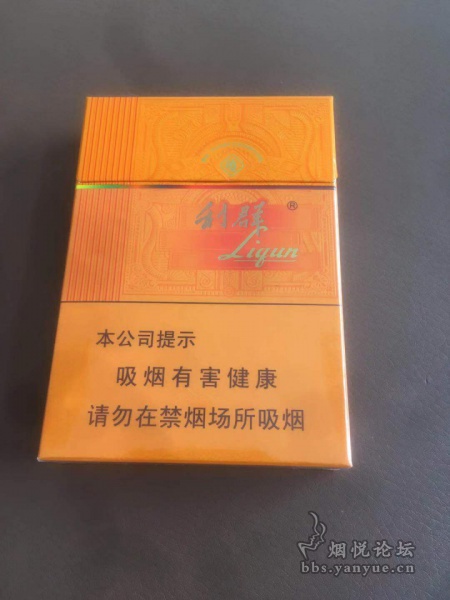 利群®
Liqun
本公司提示
吸烟有害健康
请勿在禁烟场所吸烟
烟悦论坛
bbs.yanyue.cn